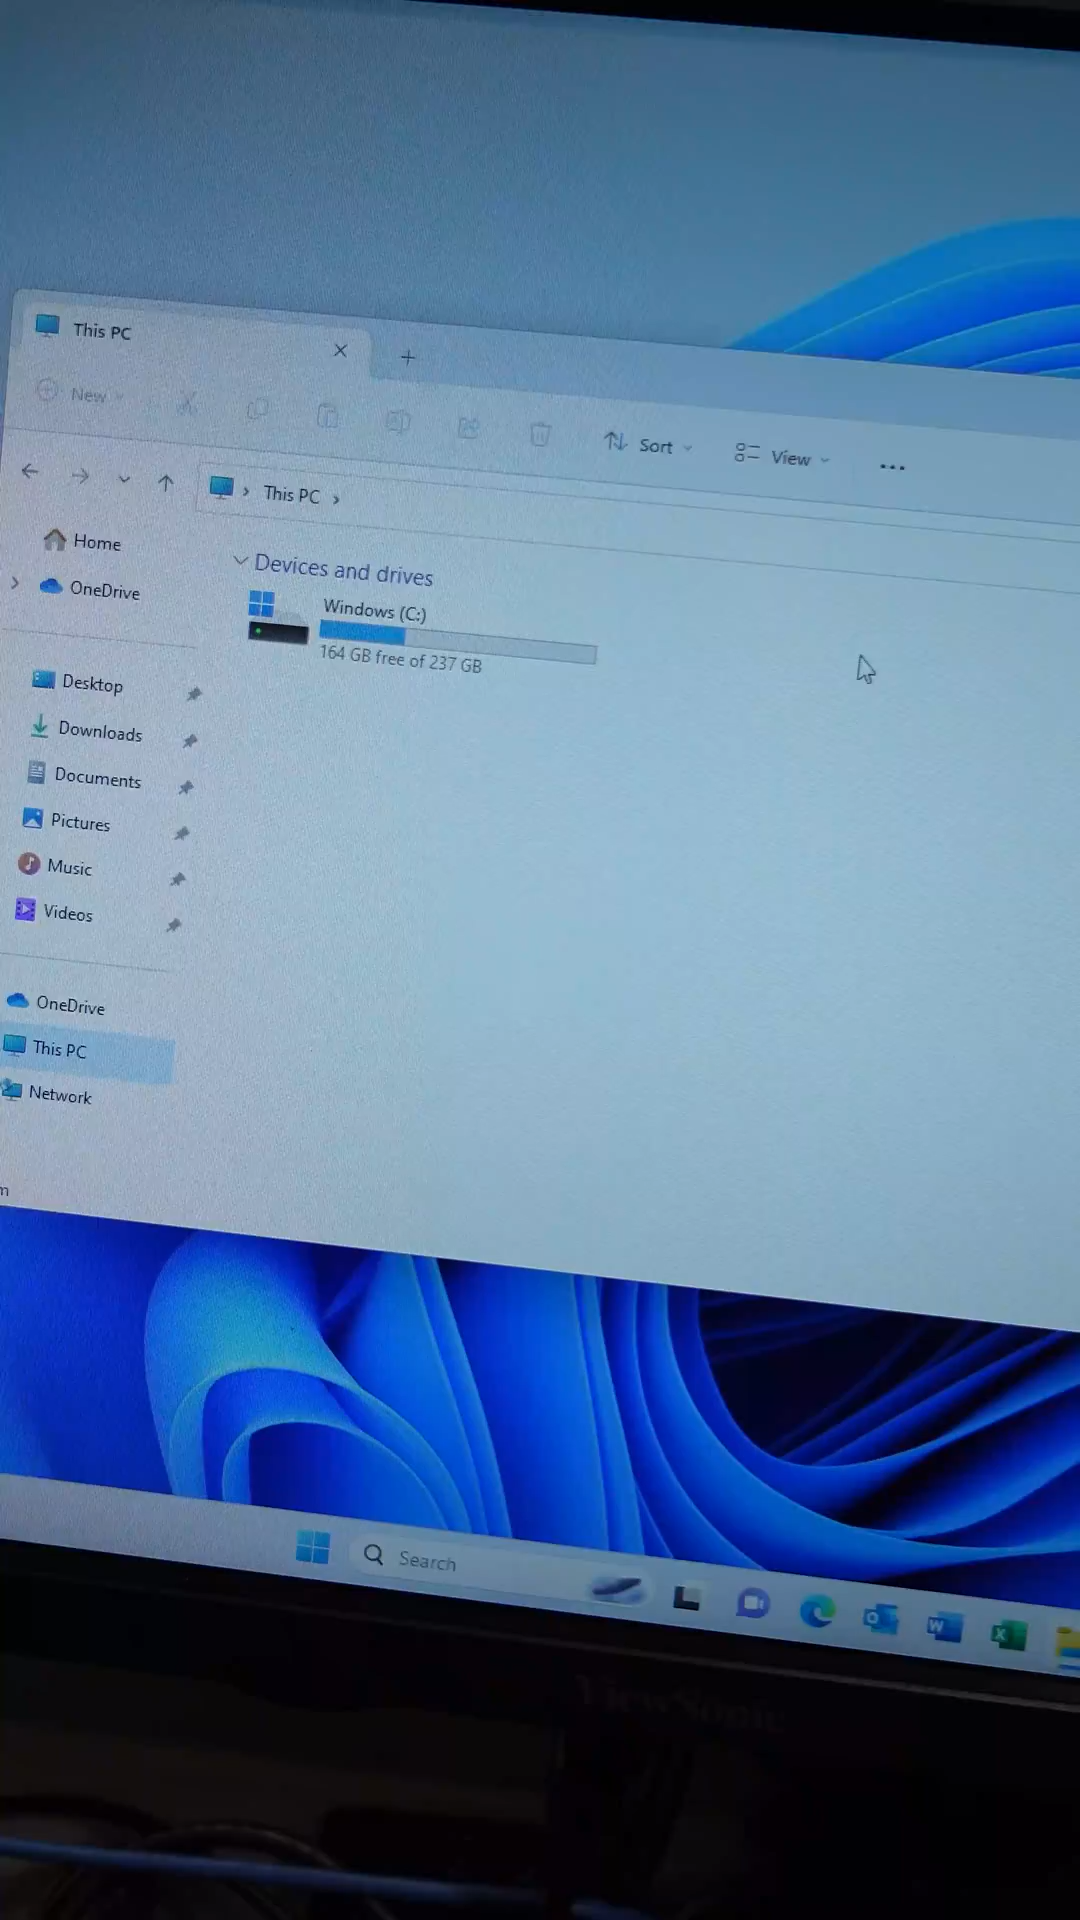 This PC
New
Sort
View
This PC
Home
OneDrive
Devices and drives
Windows (C:)
164 GB free of 237 GB
Desktop
Downloads
Documents
Pictures
Music
Videos
OneDrive
This PC
Network
Search
ViewSonic